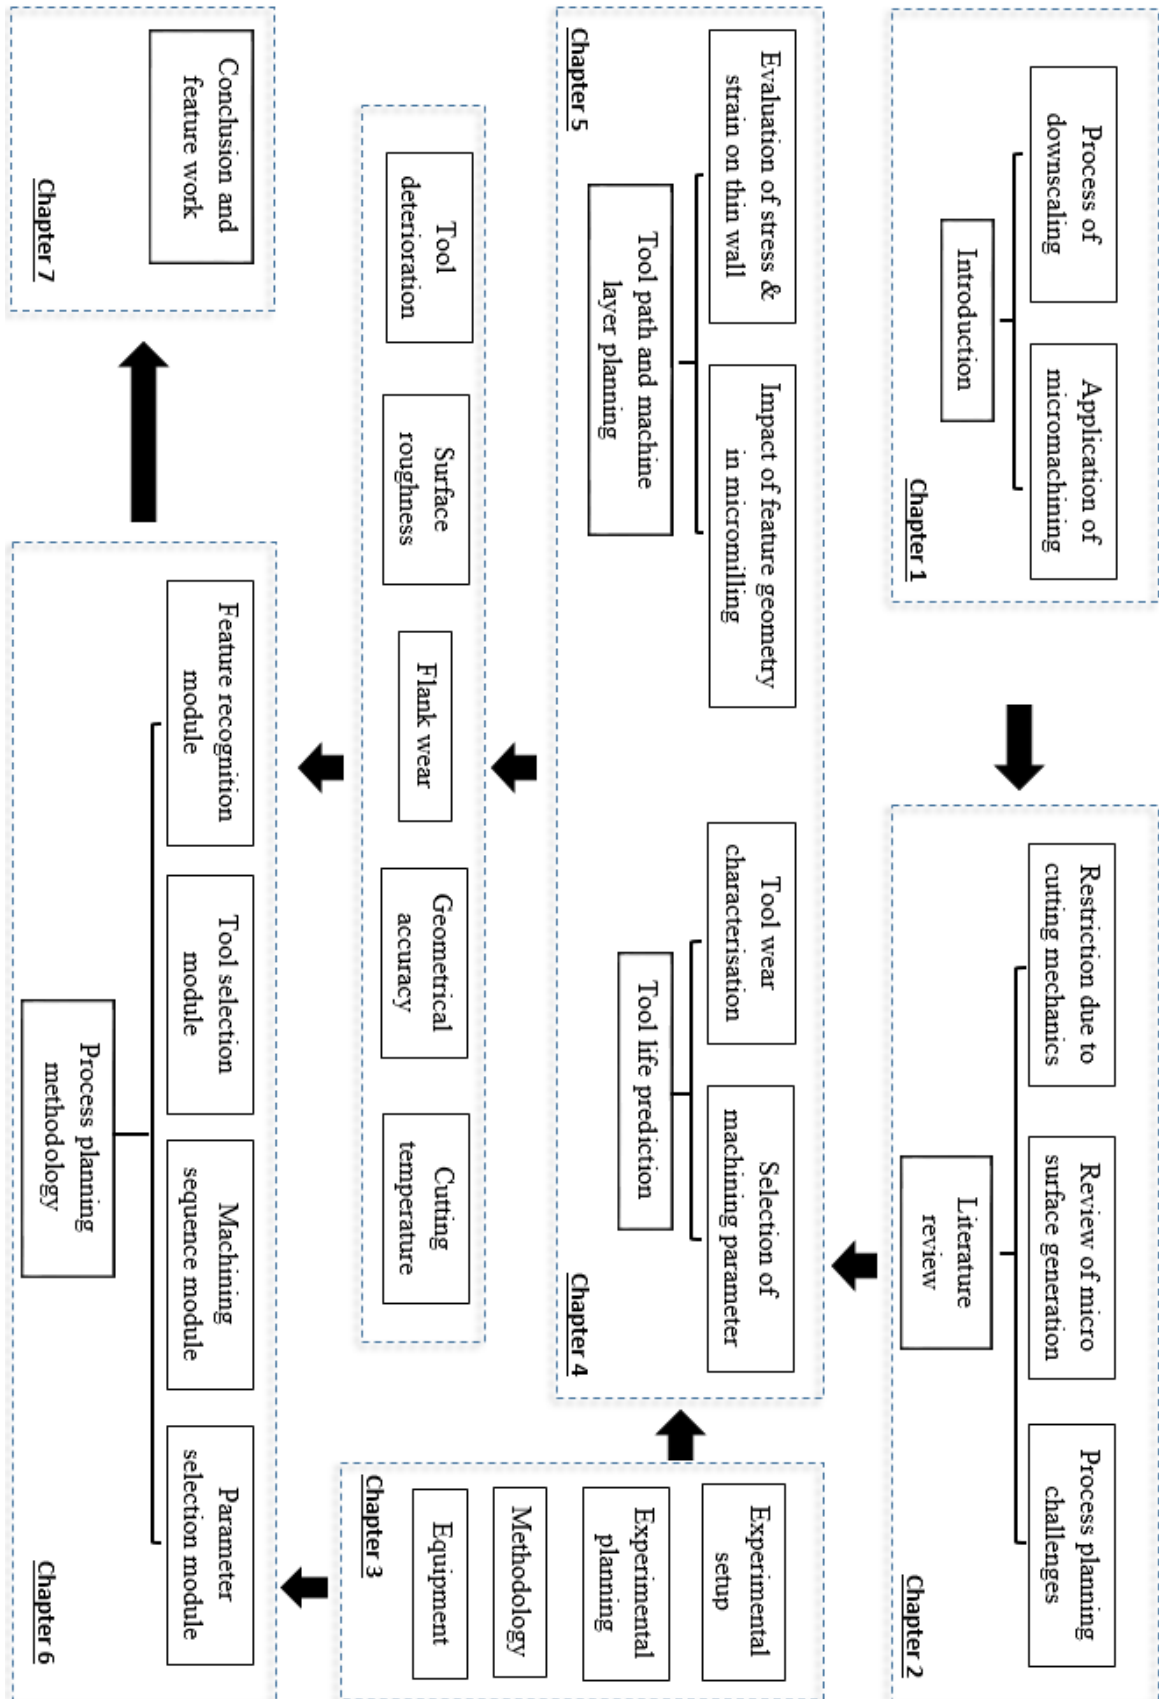 Process of
downscaling
Application of
micromachining
Introduction
Chapter 1
Restriction due to
cutting mechanics
Review of micro
surface generation
Process planning
challenges
Literature
review
Chapter 2
Evaluation of stress &
strain on thin wall
Impact of feature geometry
in micromilling
Tool path and machine
layer planning
Chapter 5
Tool wear
characterisation
Selection of
machining parameter
Tool life prediction
Chapter 4
Experimental
setup
Experimental
planning
Methodology
Equipment
Chapter 3
Tool
deterioration
Surface
roughness
Flank wear
Geometrical
accuracy
Cutting
temperature
Conclusion and
feature work
Chapter 7
Feature recognition
module
Tool selection
module
Machining
sequence module
Parameter
selection module
Process planning
methodology
Chapter 6